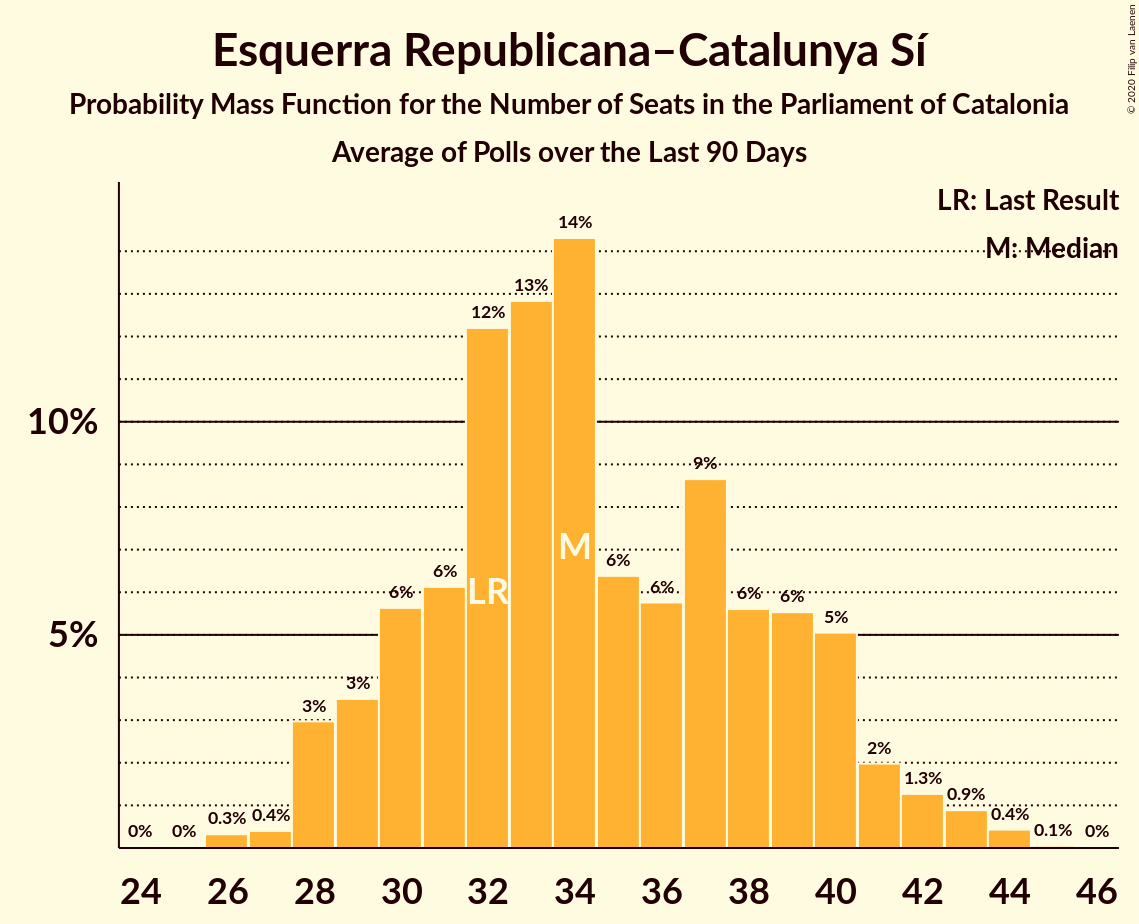 Esquerra Republicana–Catalunya Sí
Probability Mass Function for the Number of Seats in the Parliament of Catalonia
Average of Polls over the Last 90 Days
© 2020 Filip van Laenen
LR: Last Result
M: Median
14%
13%
12%
10%
9%
M
6%
6%
6%
6%
LR
6%
6%
5%
5%
3%
3%
2%
1.3%
0.9%
0.3%
0.4%
0.4%
0%
0%
0.1%
0%
24 26 28 30 32 34 36 38 40 42 44 46